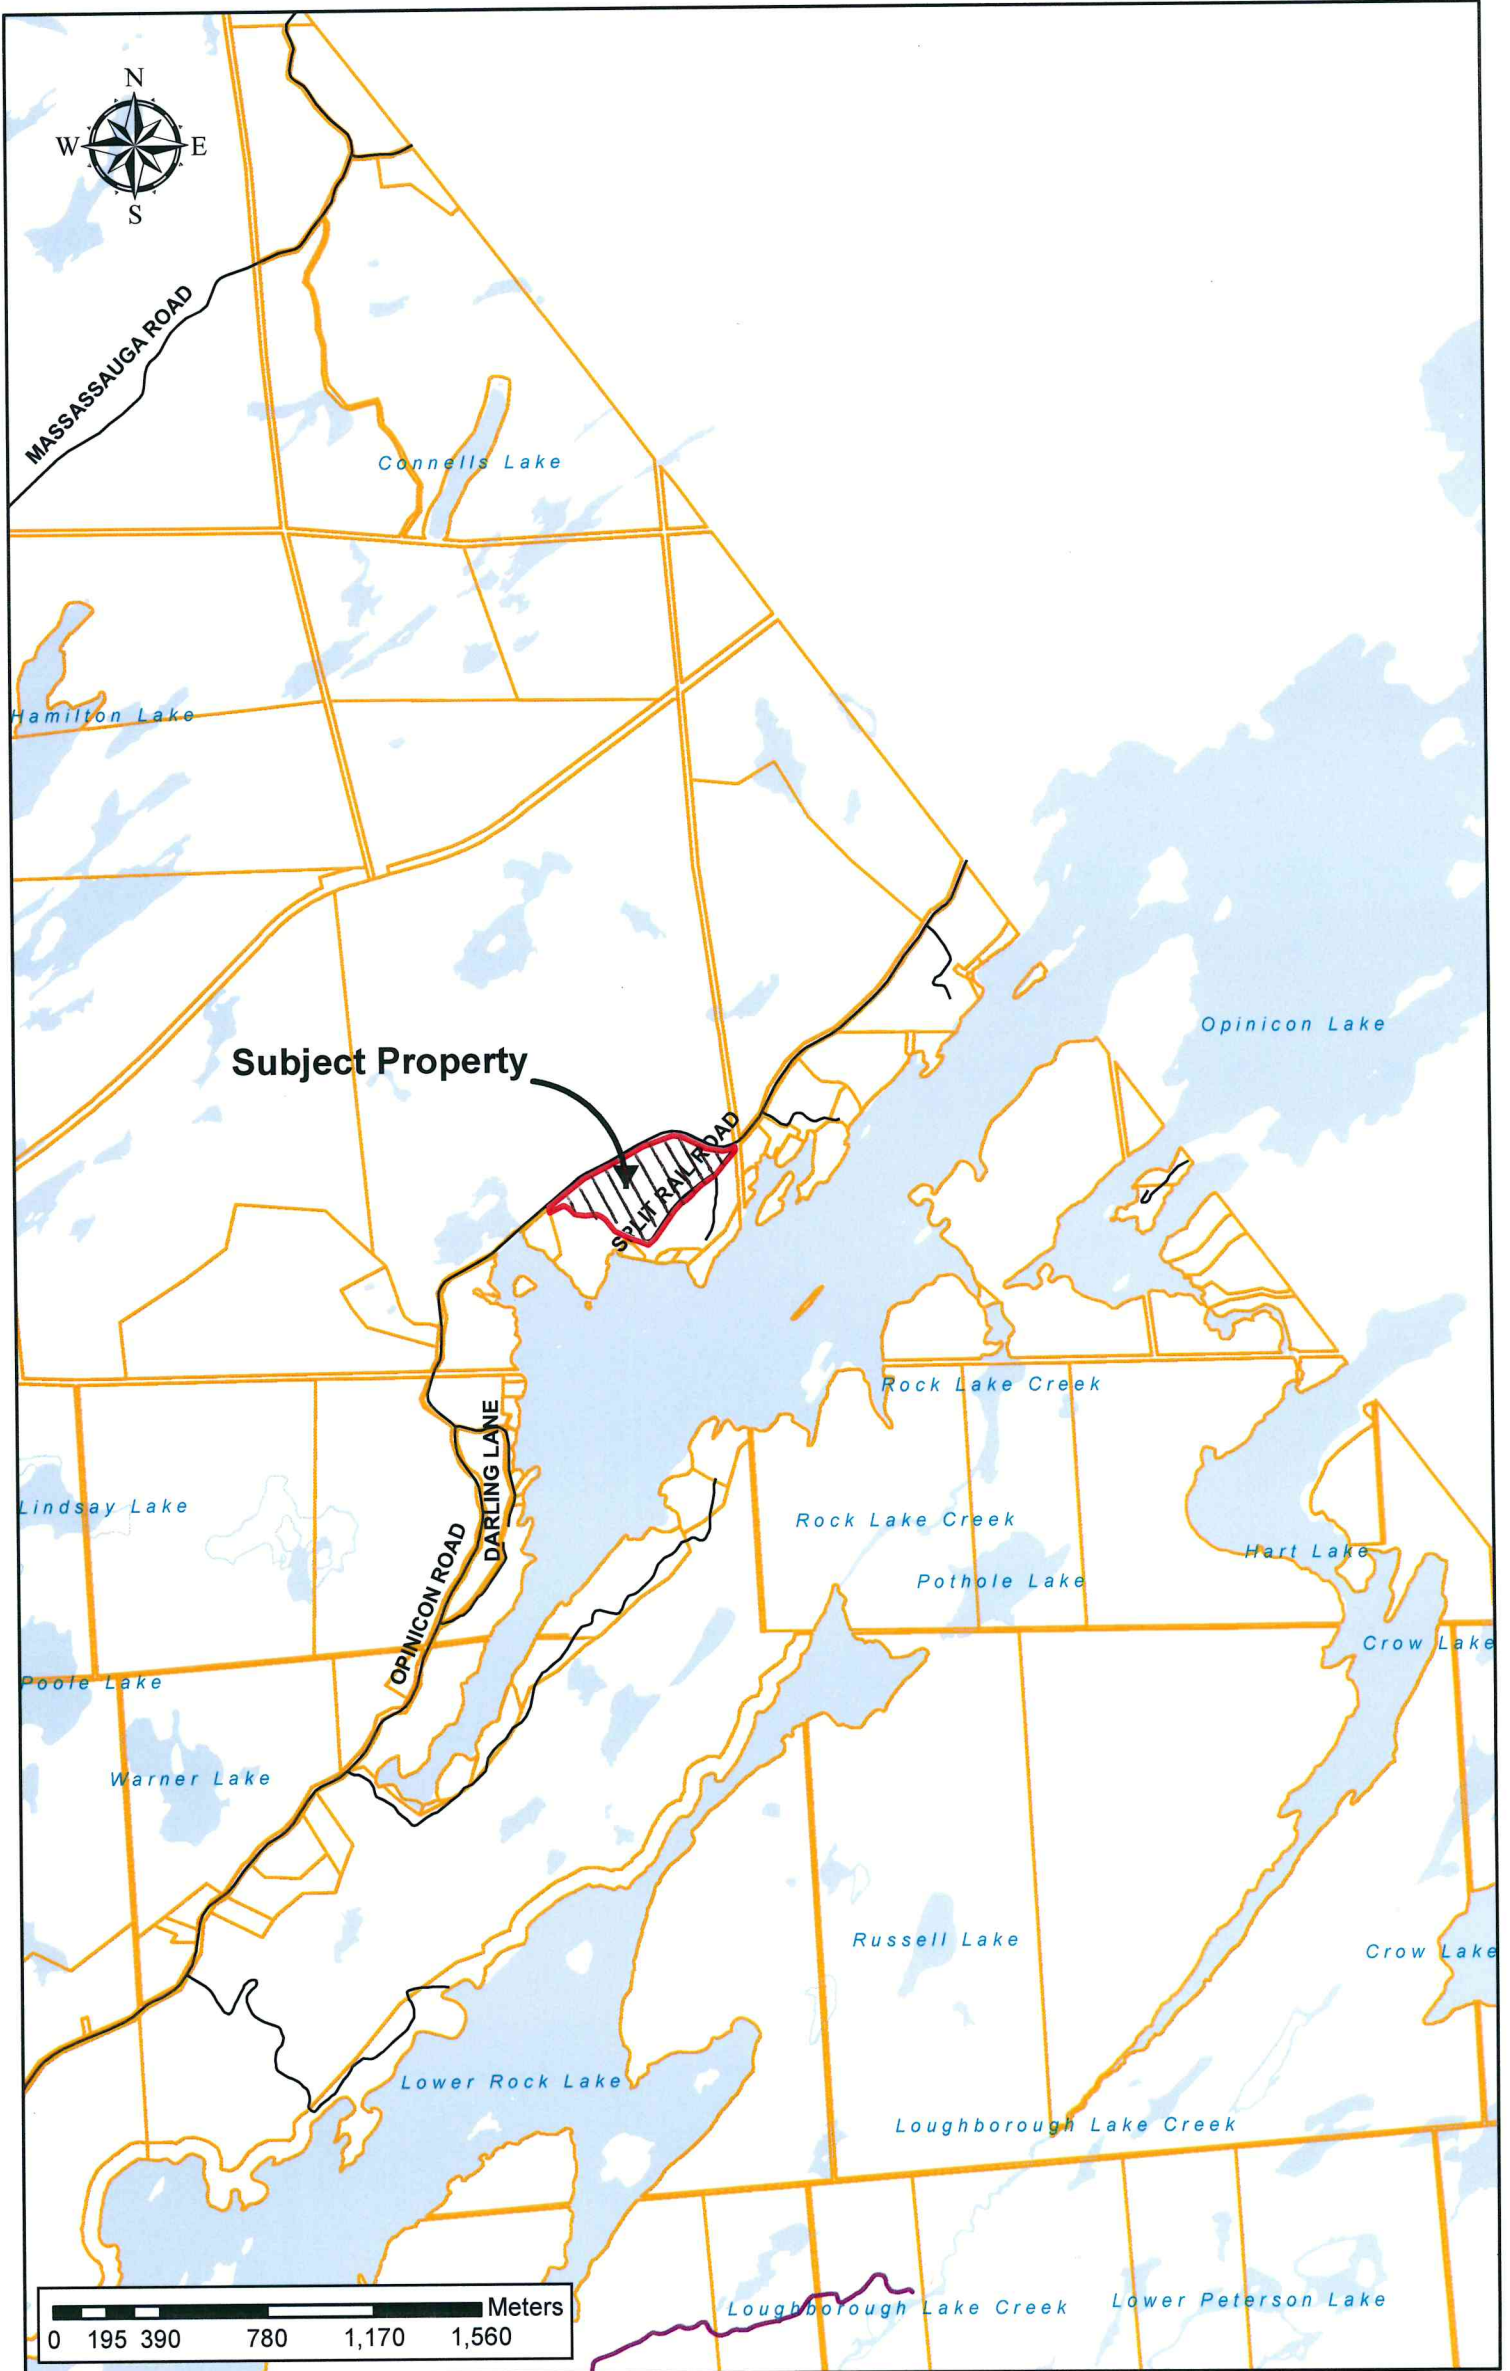 N
W E
S
MASSASSAUGA ROAD
Connells Lake
Hamilton Lake
Opinicon Lake
Subject Property
SPLIT RAIL ROAD
Rock Lake Creek
DARLING LANE
Lindsay Lake
Rock Lake Creek
Hart Lake
OPINICON ROAD
Pothole Lake
Crow Lake
Poole Lake
Warner Lake
Russell Lake
Crow Lake
Lower Rock Lake
Loughborough Lake Creek
Lower Peterson Lake
Loughborough Lake Creek
Meters
0 195 390 780 1,170 1,560